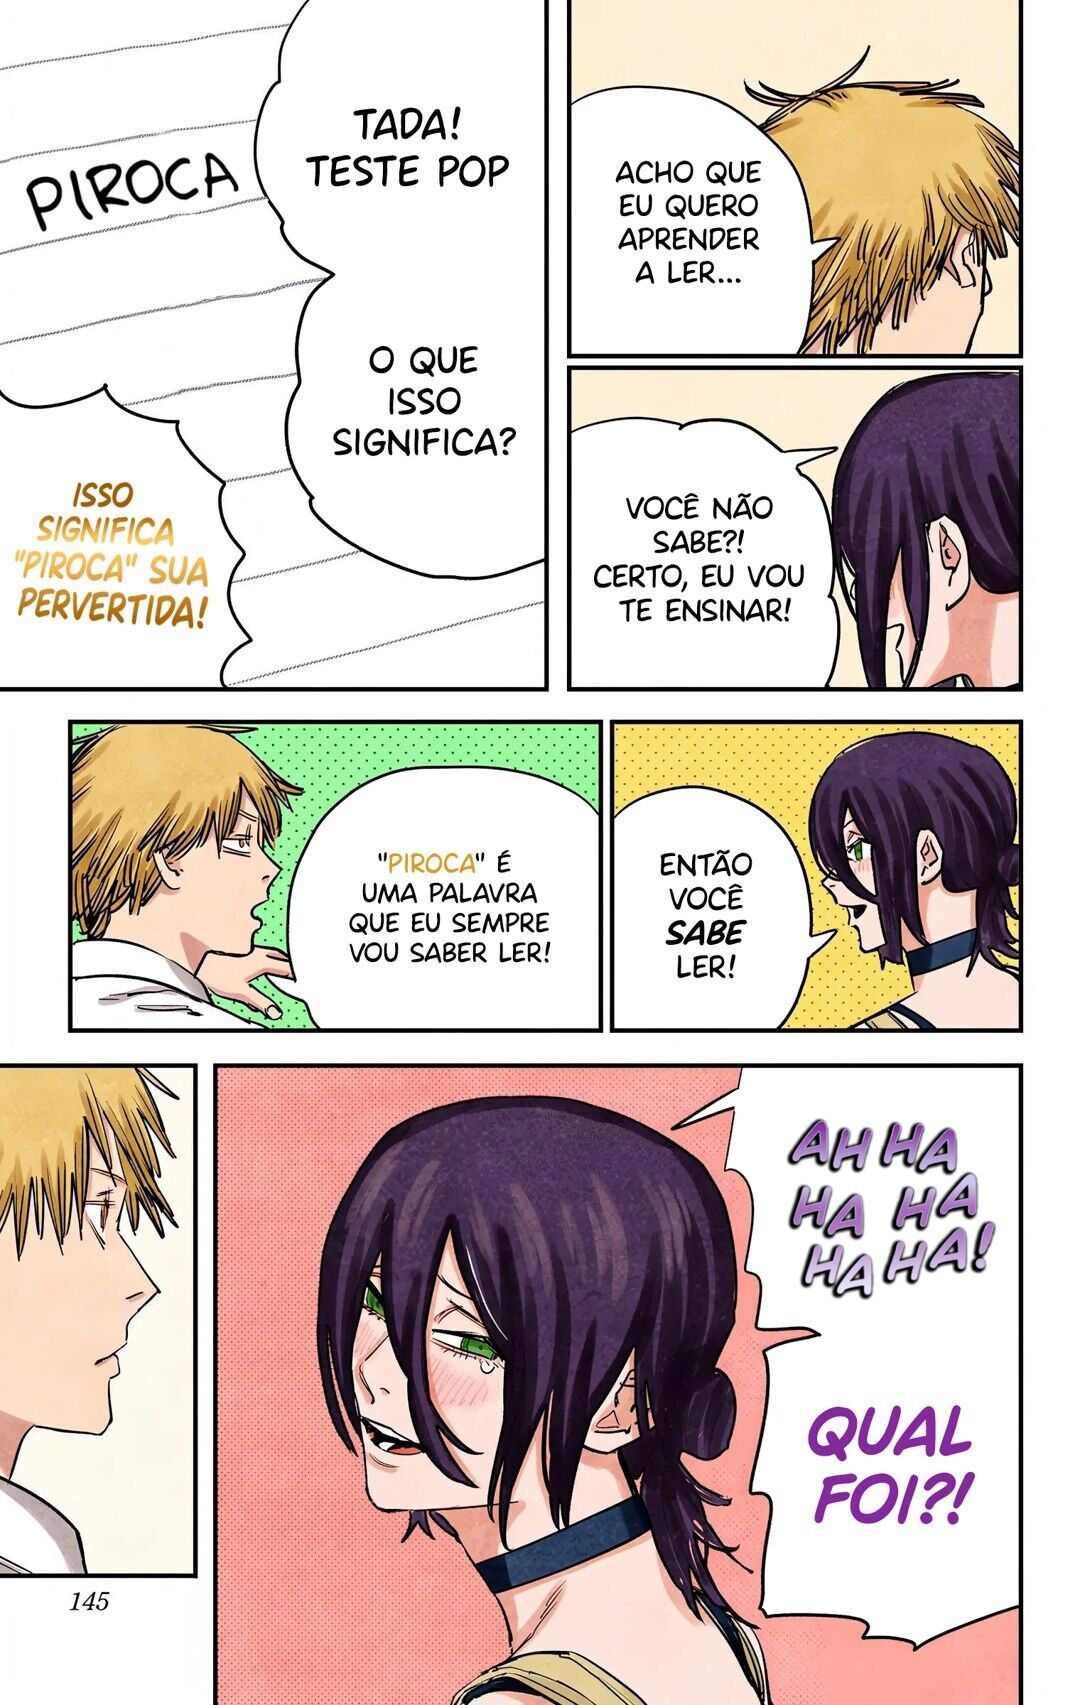 ACHO QUE
EU QUERO
APRENDER
A LER...
VOCÊ NÃO
SABE?!
CERTO, EU VOU
TE ENSINAR!
TADA!
TESTE POP
PIROCA
O QUE
ISSO
SIGNIFICA?
ISSO
SIGNIFICA
"PIROCA" SUA
PERVERTIDA!
ENTÃO
VOCÊ
SABE
LER!
"PIROCA" É
UMA PALAVRA
QUE EU SEMPRE
VOU SABER LER!
AH HA
HA HA
HA HA!
QUAL
FOI?!
145